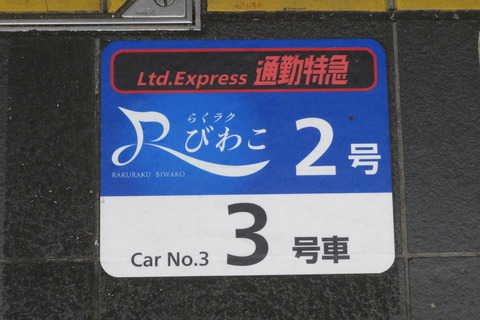 Ltd.Express 通勤特急
らくラク
びわこ 2号
RAKURAKU BIWAKO
Car No.3 3号車